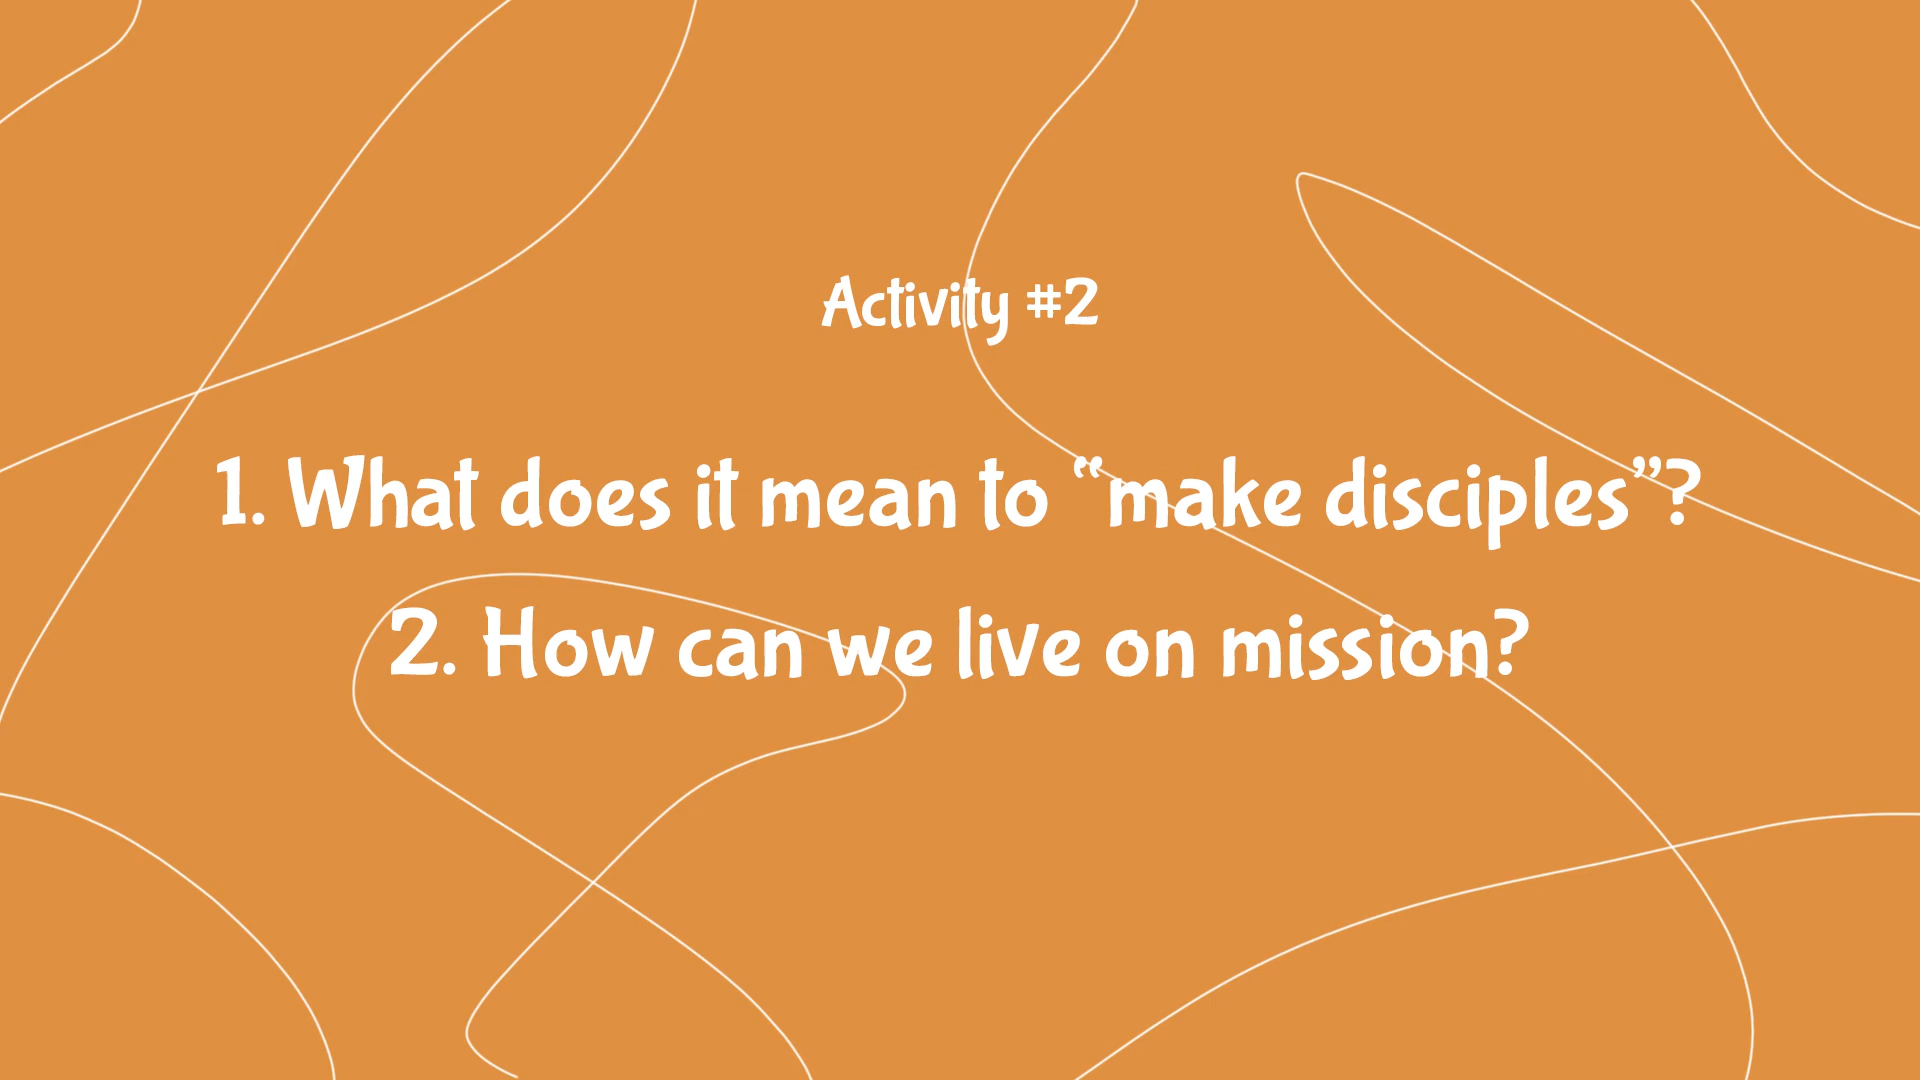 Activity #2
1. What does it mean to “make disciples”?
2. How can we live on mission?